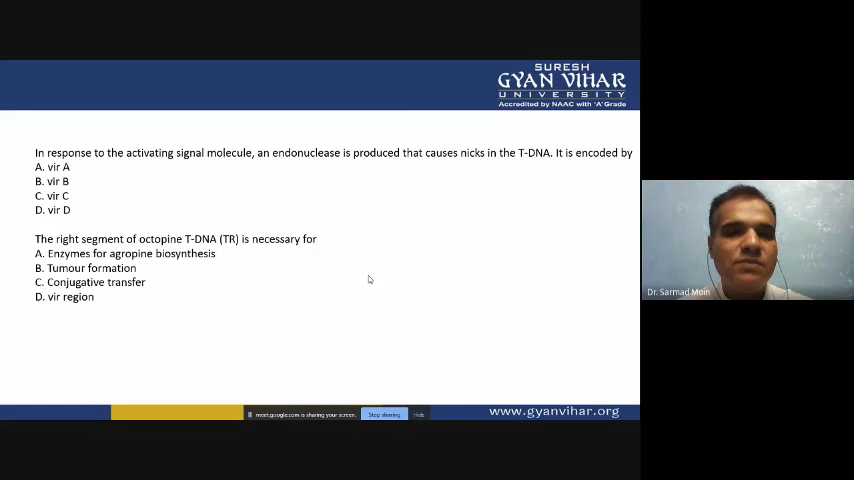 SURESH
GYAN VIHAR
UNIVERSITY
Accredited by NAAC with 'A' Grade
In response to the activating signal molecule, an endonuclease is produced that causes nicks in the T-DNA. It is encoded by
A. vir A
B. vir B
C. vir C
D. vir D
The right segment of octopine T-DNA (TR) is necessary for
A. Enzymes for agropine biosynthesis
B. Tumour formation
C. Conjugative transfer
D. vir region
Dr. Sarmad Moin
meet.google.com is sharing your screen.
Stop sharing
Hide
www.gyanvihar.org